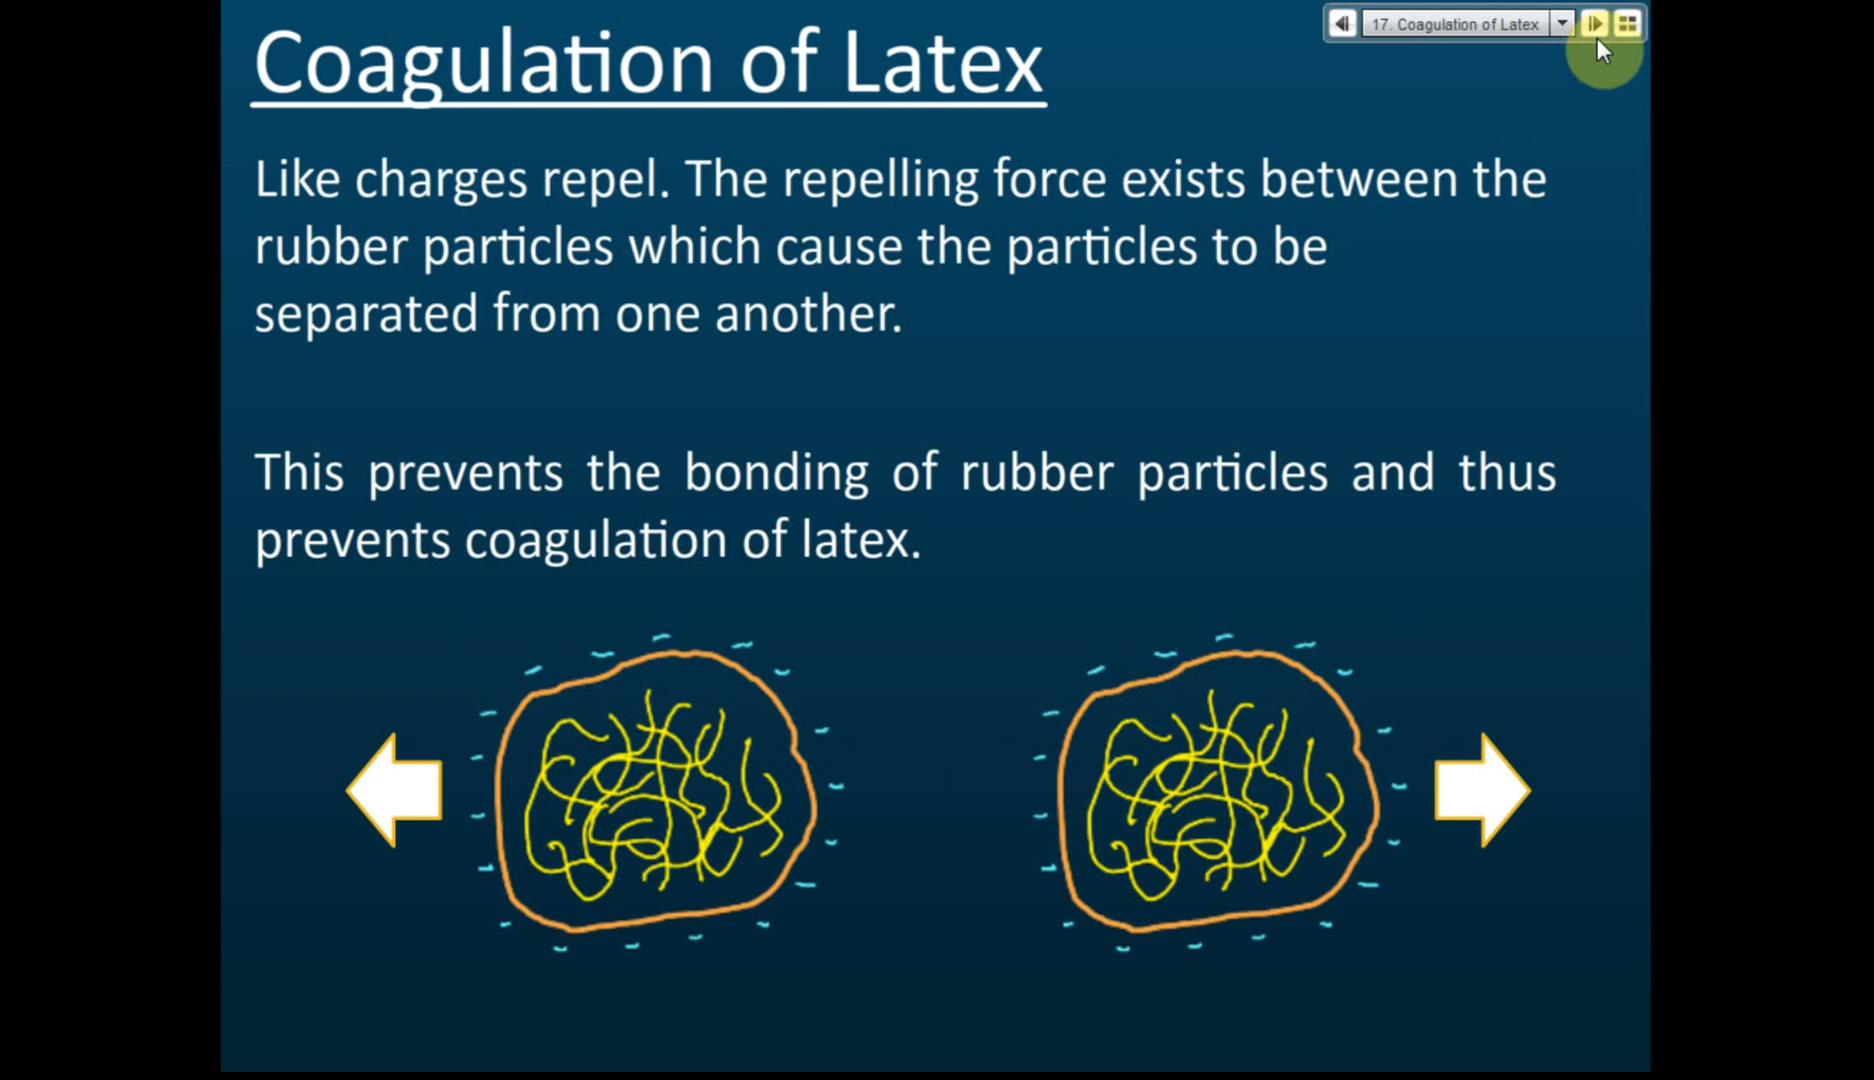 Coagulation of Latex
17. Coagulation of Latex
Like charges repel. The repelling force exists between the
rubber particles which cause the particles to be
separated from one another.
This prevents the bonding of rubber particles and thus
prevents coagulation of latex.